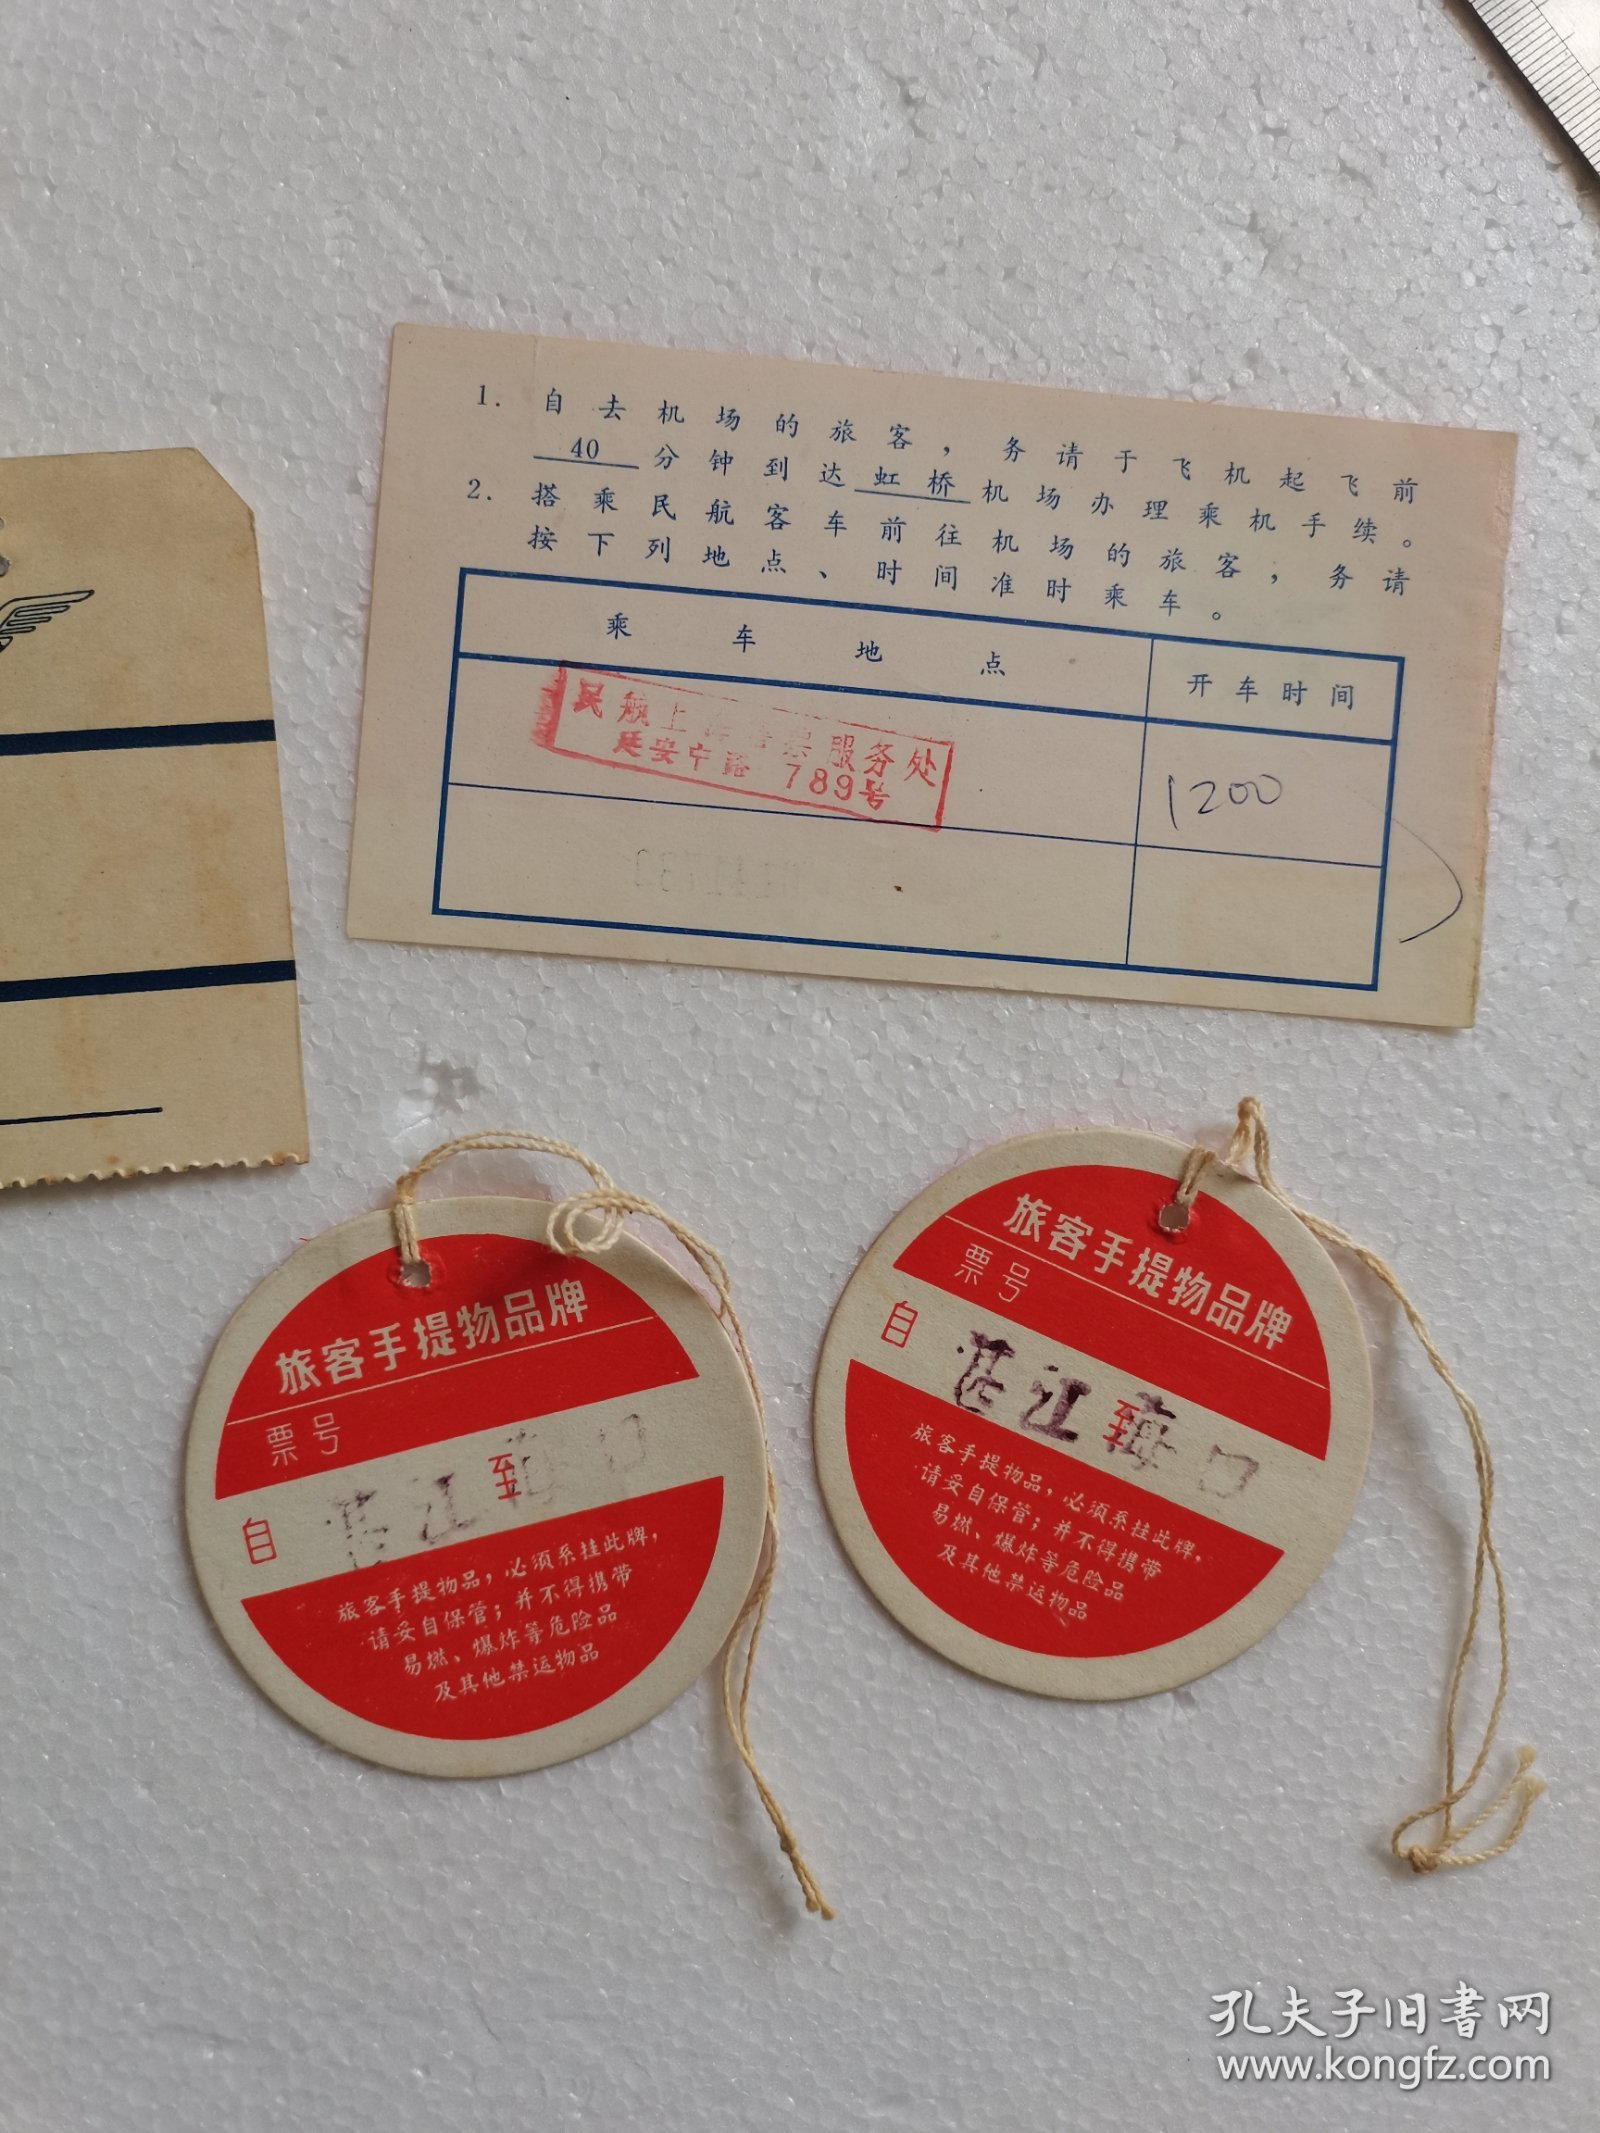 1. 自去机场的旅客，务请于飞机起飞前
40 分钟到达虹桥机场办理乘机手续。
2. 搭乘民航客车前往机场的旅客，务请
按下列地点、时间准时乘车。
乘车地点 开车时间
民航上海售票服务处
延安中路 789号
1200
旅客手提物品牌
票号
自 湛江 至 海口
旅客手提物品，必须系挂此牌，
请妥自保管；并不得携带
易燃、爆炸等危险品
及其他禁运物品
旅客手提物品牌
票号
自 湛江 至 海口
旅客手提物品，必须系挂此牌，
请妥自保管；并不得携带
易燃、爆炸等危险品
及其他禁运物品
孔夫子旧书网
www.kongfz.com